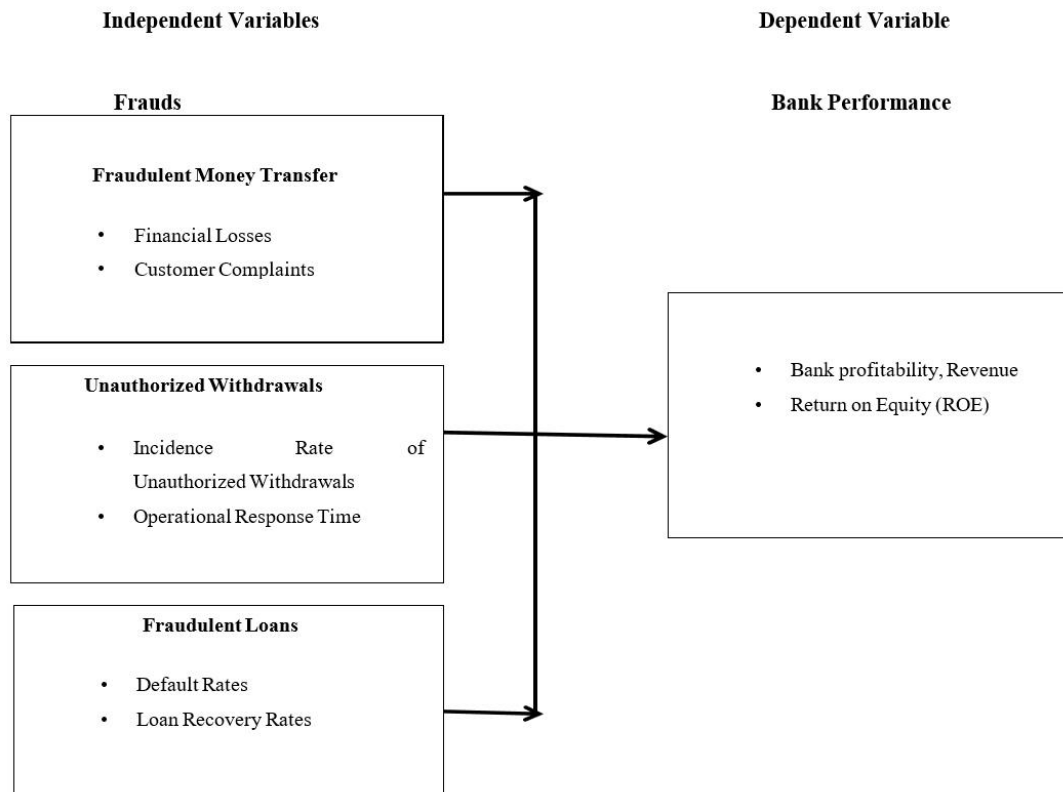 Independent Variables
Dependent Variable
Frauds
Bank Performance
Fraudulent Money Transfer
• Financial Losses
• Customer Complaints
Unauthorized Withdrawals
• Incidence Rate of
Unauthorized Withdrawals
• Operational Response Time
Fraudulent Loans
• Default Rates
• Loan Recovery Rates
• Bank profitability, Revenue
• Return on Equity (ROE)